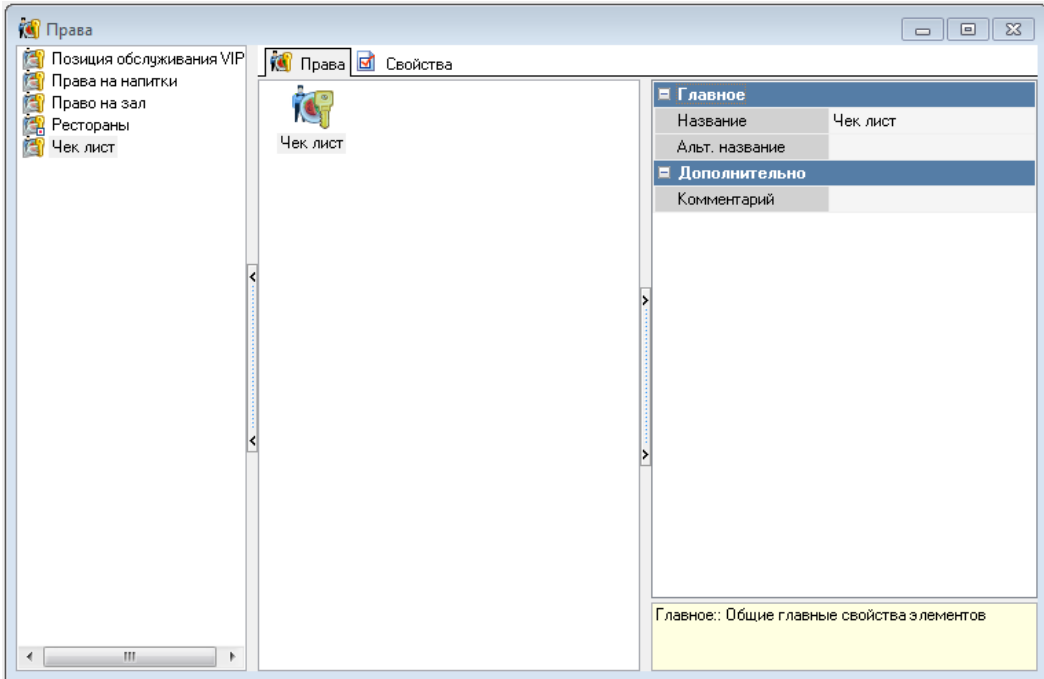 Права
Позиция обслуживания VIP
Права на напитки
Право на зал
Рестораны
Чек лист
Права
Свойства
Чек лист
Главное
Название Чек лист
Альт. название
Дополнительно
Комментарий
Главное:: Общие главные свойства элементов